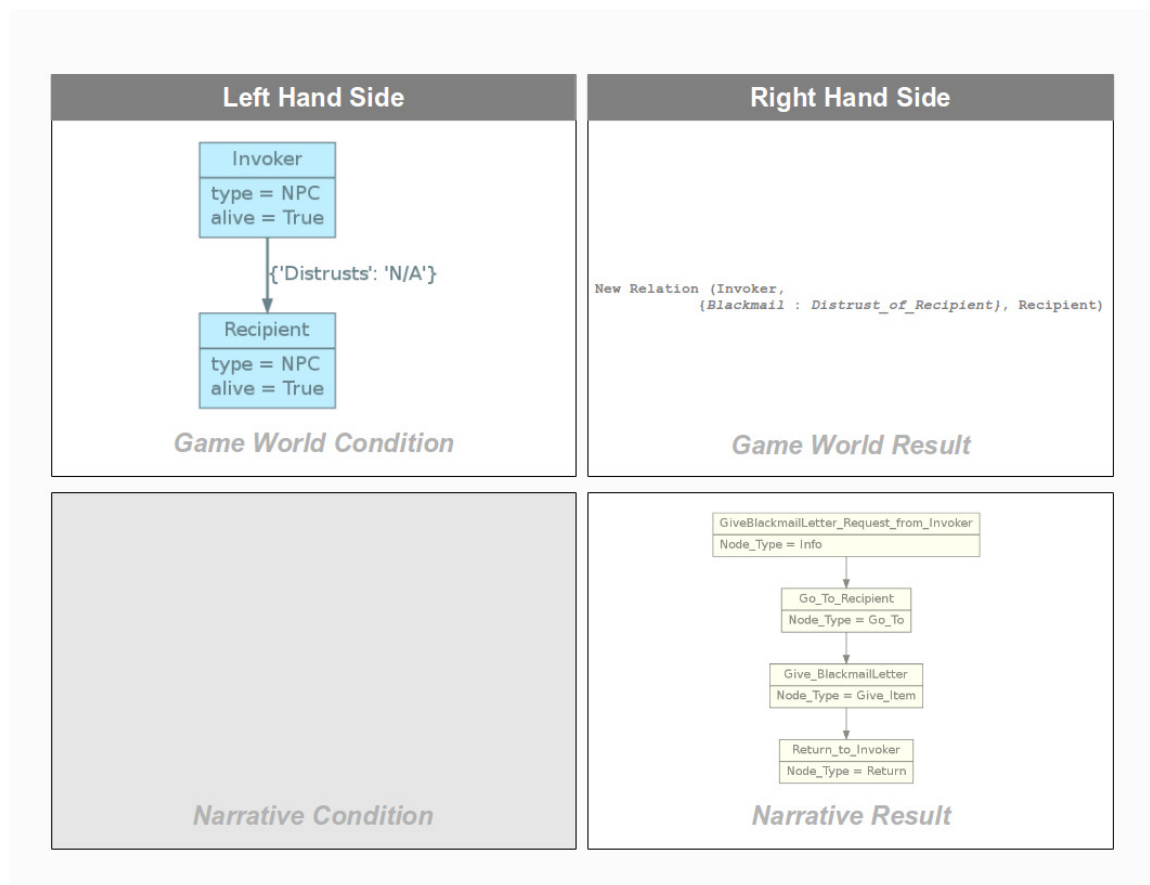 Left Hand Side
Invoker
type = NPC
alive = True
{'Distrusts': 'N/A'}
Recipient
type = NPC
alive = True
Game World Condition
Right Hand Side
New Relation (Invoker,
{Blackmail : Distrust_of_Recipient}, Recipient)
Game World Result
Narrative Condition
GiveBlackmailLetter_Request_from_Invoker
Node_Type = Info
Go_To_Recipient
Node_Type = Go_To
Give_BlackmailLetter
Node_Type = Give_Item
Return_to_Invoker
Node_Type = Return
Narrative Result